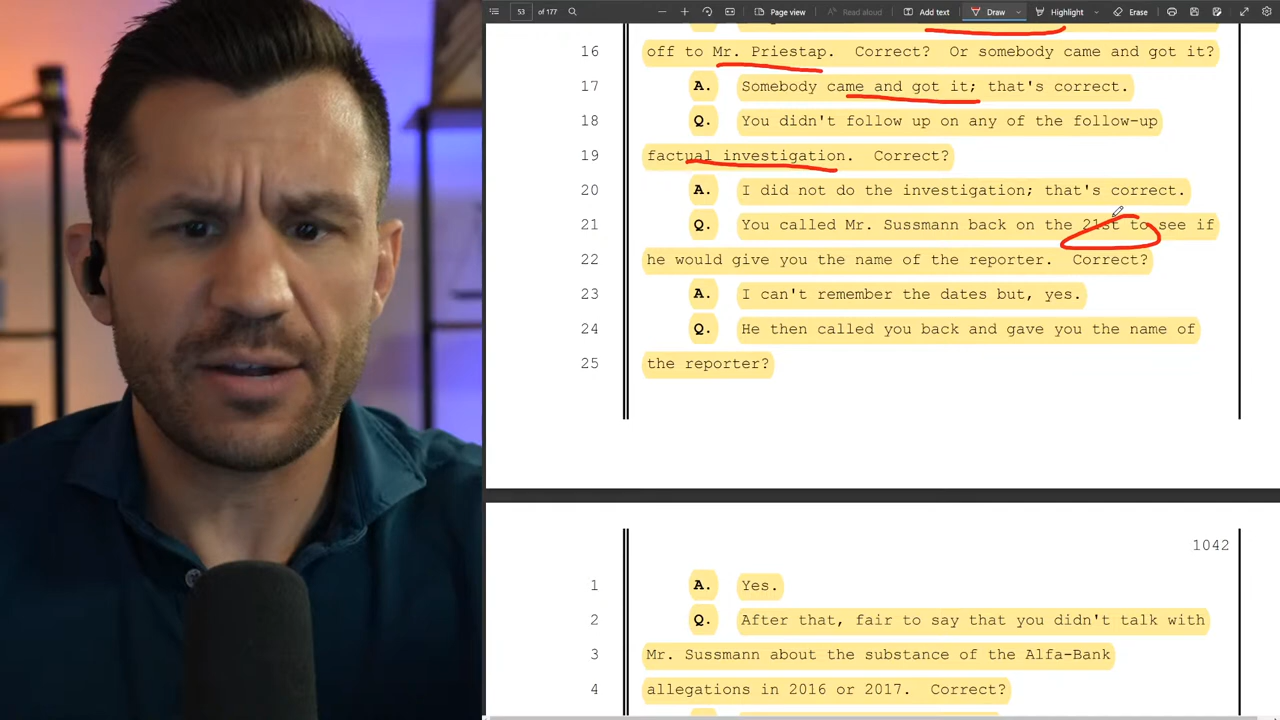 53 of 177
Page view
Read aloud
Add text
Draw
Highlight
Erase
16 off to Mr. Priestap. Correct? Or somebody came and got it?
17 A. Somebody came and got it; that's correct.
18 Q. You didn't follow up on any of the follow-up
19 factual investigation. Correct?
20 A. I did not do the investigation; that's correct.
21 Q. You called Mr. Sussmann back on the 21st to see if
22 he would give you the name of the reporter. Correct?
23 A. I can't remember the dates but, yes.
24 Q. He then called you back and gave you the name of
25 the reporter?
1042
1 A. Yes.
2 Q. After that, fair to say that you didn't talk with
3 Mr. Sussmann about the substance of the Alfa-Bank
4 allegations in 2016 or 2017. Correct?